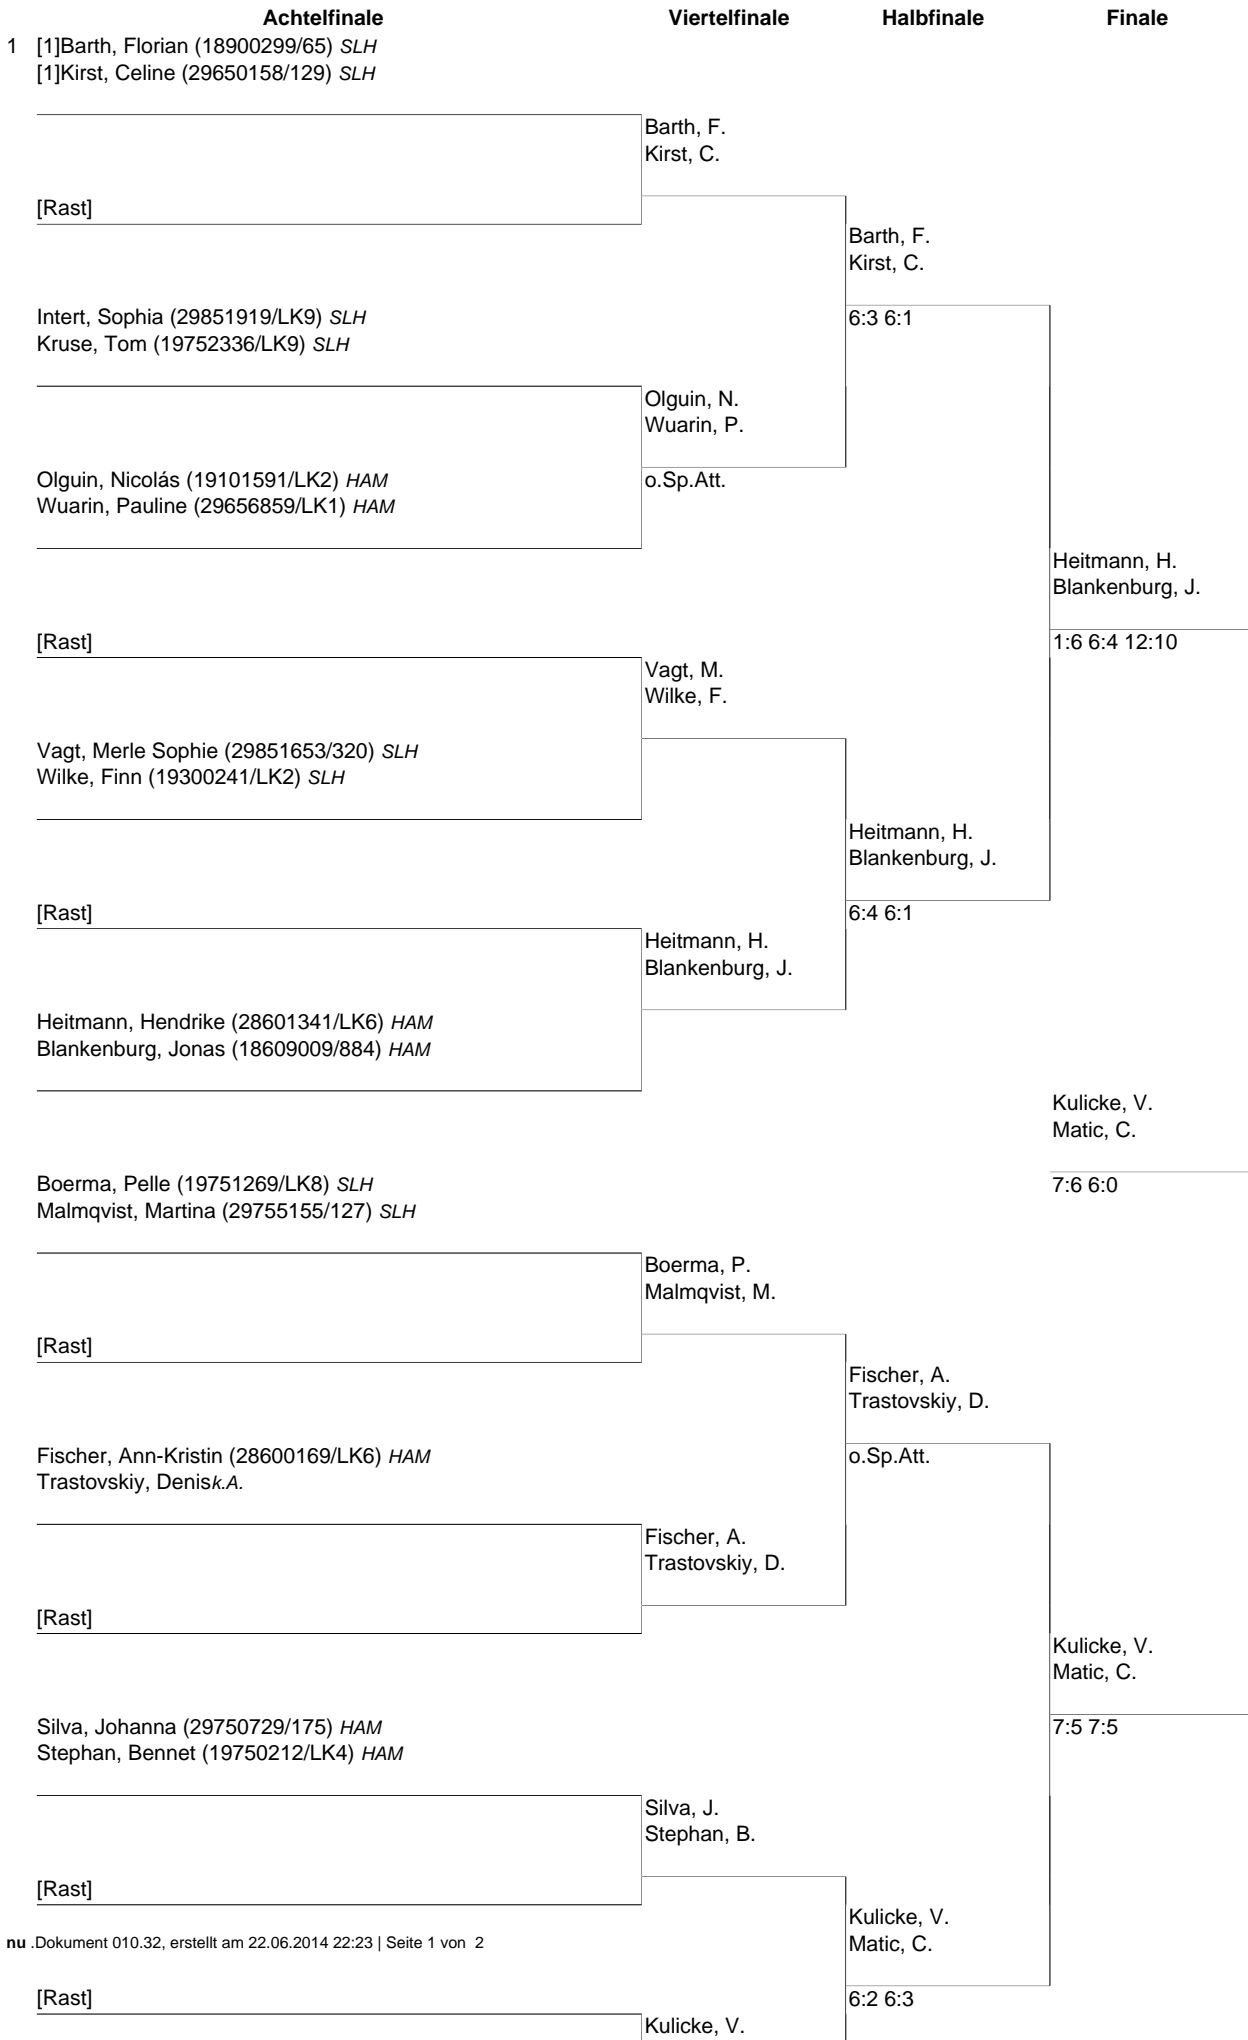 Achtelfinale Viertelfinale Halbfinale Finale
1 [1]Barth, Florian (18900299/65) SLH
[1]Kirst, Celine (29650158/129) SLH
Barth, F.
Kirst, C.
[Rast]
Barth, F.
Kirst, C.
Intert, Sophia (29851919/LK9) SLH
6:3 6:1
Kruse, Tom (19752336/LK9) SLH
Olguin, N.
Wuarin, P.
Olguin, Nicolás (19101591/LK2) HAM
o.Sp.Att.
Wuarin, Pauline (29656859/LK1) HAM
Heitmann, H.
Blankenburg, J.
[Rast]
1:6 6:4 12:10
Vagt, M.
Wilke, F.
Vagt, Merle Sophie (29851653/320) SLH
Wilke, Finn (19300241/LK2) SLH
Heitmann, H.
Blankenburg, J.
[Rast]
6:4 6:1
Heitmann, H.
Blankenburg, J.
Heitmann, Hendrike (28601341/LK6) HAM
Blankenburg, Jonas (18609009/884) HAM
Kulicke, V.
Matic, C.
Boerma, Pelle (19751269/LK8) SLH
7:6 6:0
Malmqvist, Martina (29755155/127) SLH
Boerma, P.
Malmqvist, M.
[Rast]
Fischer, A.
Trastovskiy, D.
Fischer, Ann-Kristin (28600169/LK6) HAM
o.Sp.Att.
Trastovskiy, Denisk.A.
Fischer, A.
Trastovskiy, D.
[Rast]
Kulicke, V.
Matic, C.
Silva, Johanna (29750729/175) HAM
7:5 7:5
Stephan, Bennet (19750212/LK4) HAM
Silva, J.
Stephan, B.
[Rast]
Kulicke, V.
Matic, C.
nu .Dokument 010.32, erstellt am 22.06.2014 22:23 | Seite 1 von 2
[Rast]
6:2 6:3
Kulicke, V.